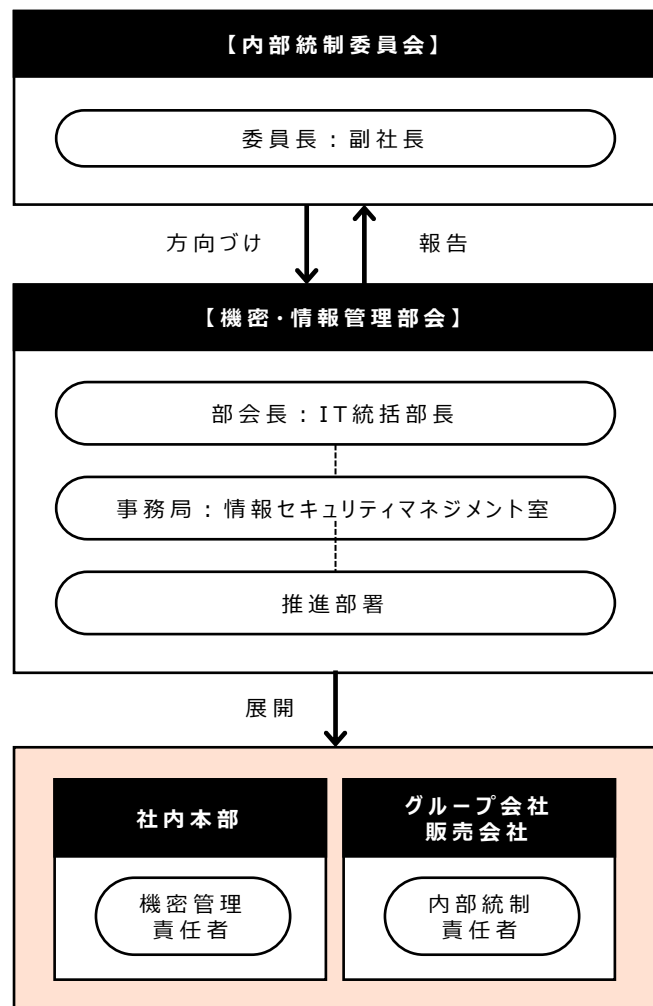 【内部統制委員会】
委員長：副社長
方向づけ
報告
【機密・情報管理部会】
部会長：IT統括部長
事務局：情報セキュリティマネジメント室
推進部署
展開
社内本部
グループ会社
販売会社
機密管理
責任者
内部統制
責任者